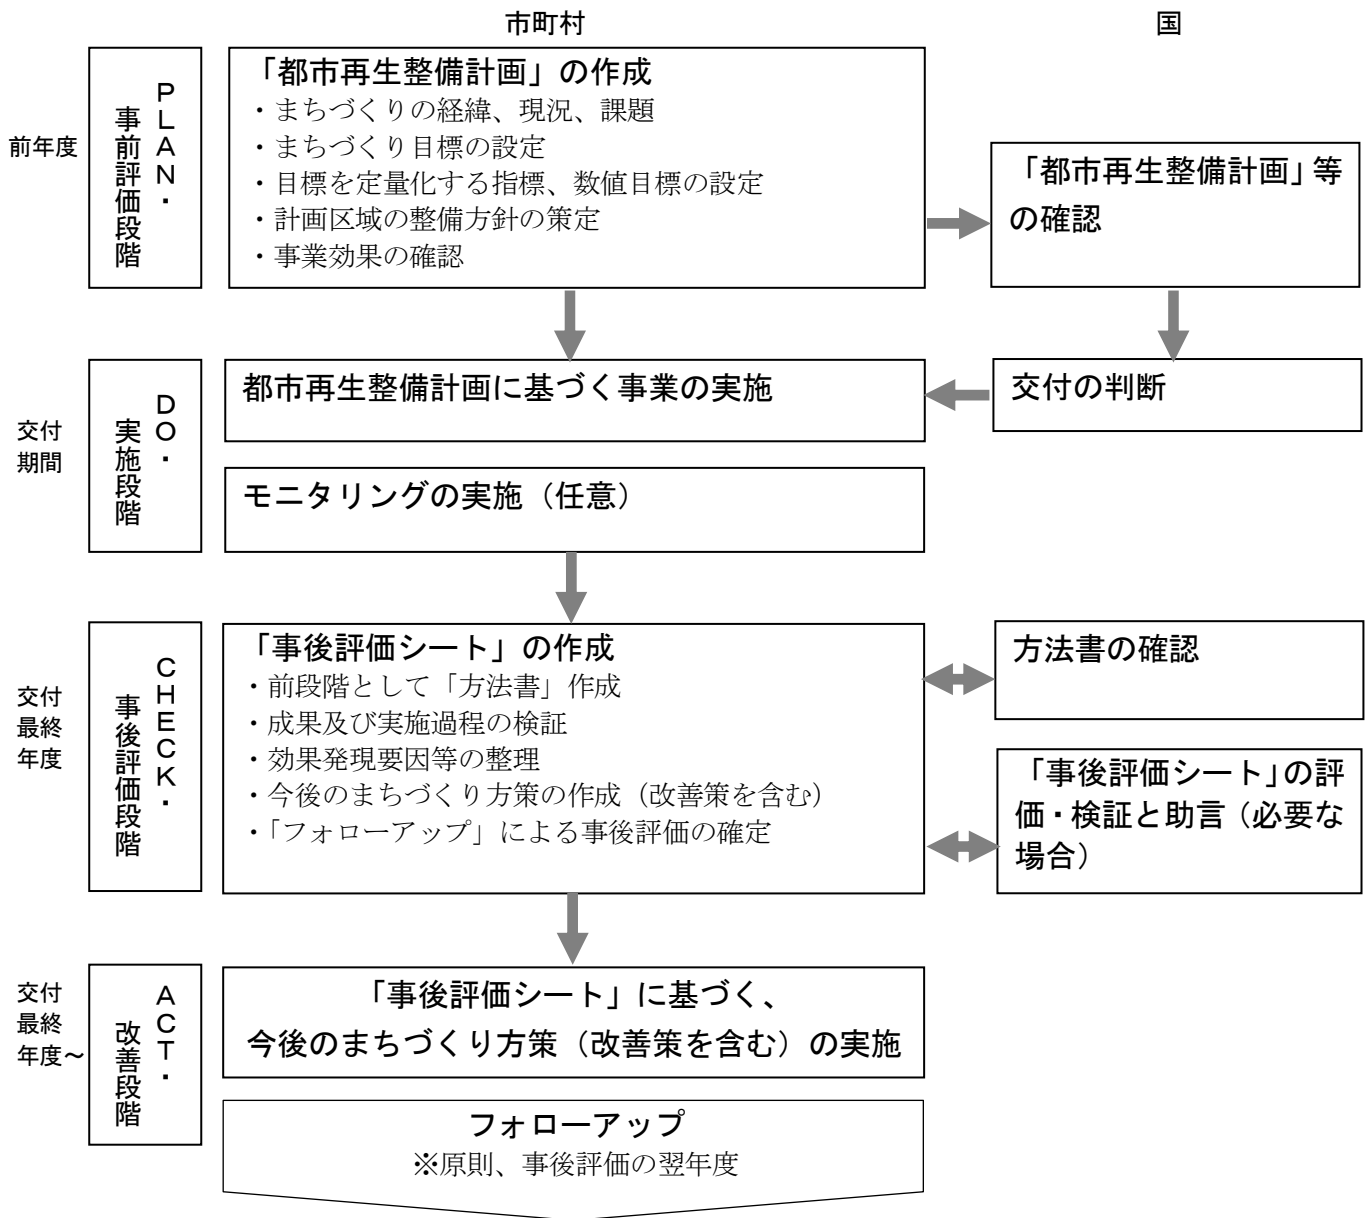 市町村
国
前年度
PLAN・
事前評価段階
「都市再生整備計画」の作成
・まちづくりの経緯、現況、課題
・まちづくり目標の設定
・目標を定量化する指標、数値目標の設定
・計画区域の整備方針の策定
・事業効果の確認
「都市再生整備計画」等
の確認
交付
期間
DO・
実施段階
都市再生整備計画に基づく事業の実施
交付の判断
モニタリングの実施（任意）
交付
最終
年度
CHECK・
事後評価段階
「事後評価シート」の作成
・前段階として「方法書」作成
・成果及び実施過程の検証
・効果発現要因等の整理
・今後のまちづくり方策の作成（改善策を含む）
・「フォローアップ」による事後評価の確定
方法書の確認
「事後評価シート」の評
価・検証と助言（必要な
場合）
交付
最終
年度～
ACT・
改善段階
「事後評価シート」に基づく、
今後のまちづくり方策（改善策を含む）の実施
フォローアップ
※原則、事後評価の翌年度